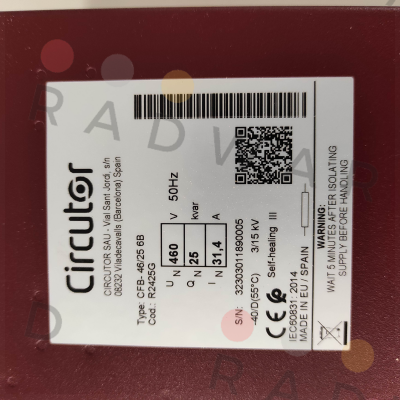 Circutor
CIRCUTOR SAU - Vial Sant Jordi, s/n
08232 Viladecavalls (Barcelona) Spain
Type: CFB- 46/25 6B
Cod.: R2425G
50Hz
U N 460 V
Q N 25 kvar
I N 31,4 A
S/N: 32303011890005
-40/D(55°C) 3/15 kV
Self-healing III
CE
IEC60831: 2014
MADE IN EU / SPAIN
WARNING:
WAIT 5 MINUTES AFTER ISOLATING
SUPPLY BEFORE HANDLING
RADWAY